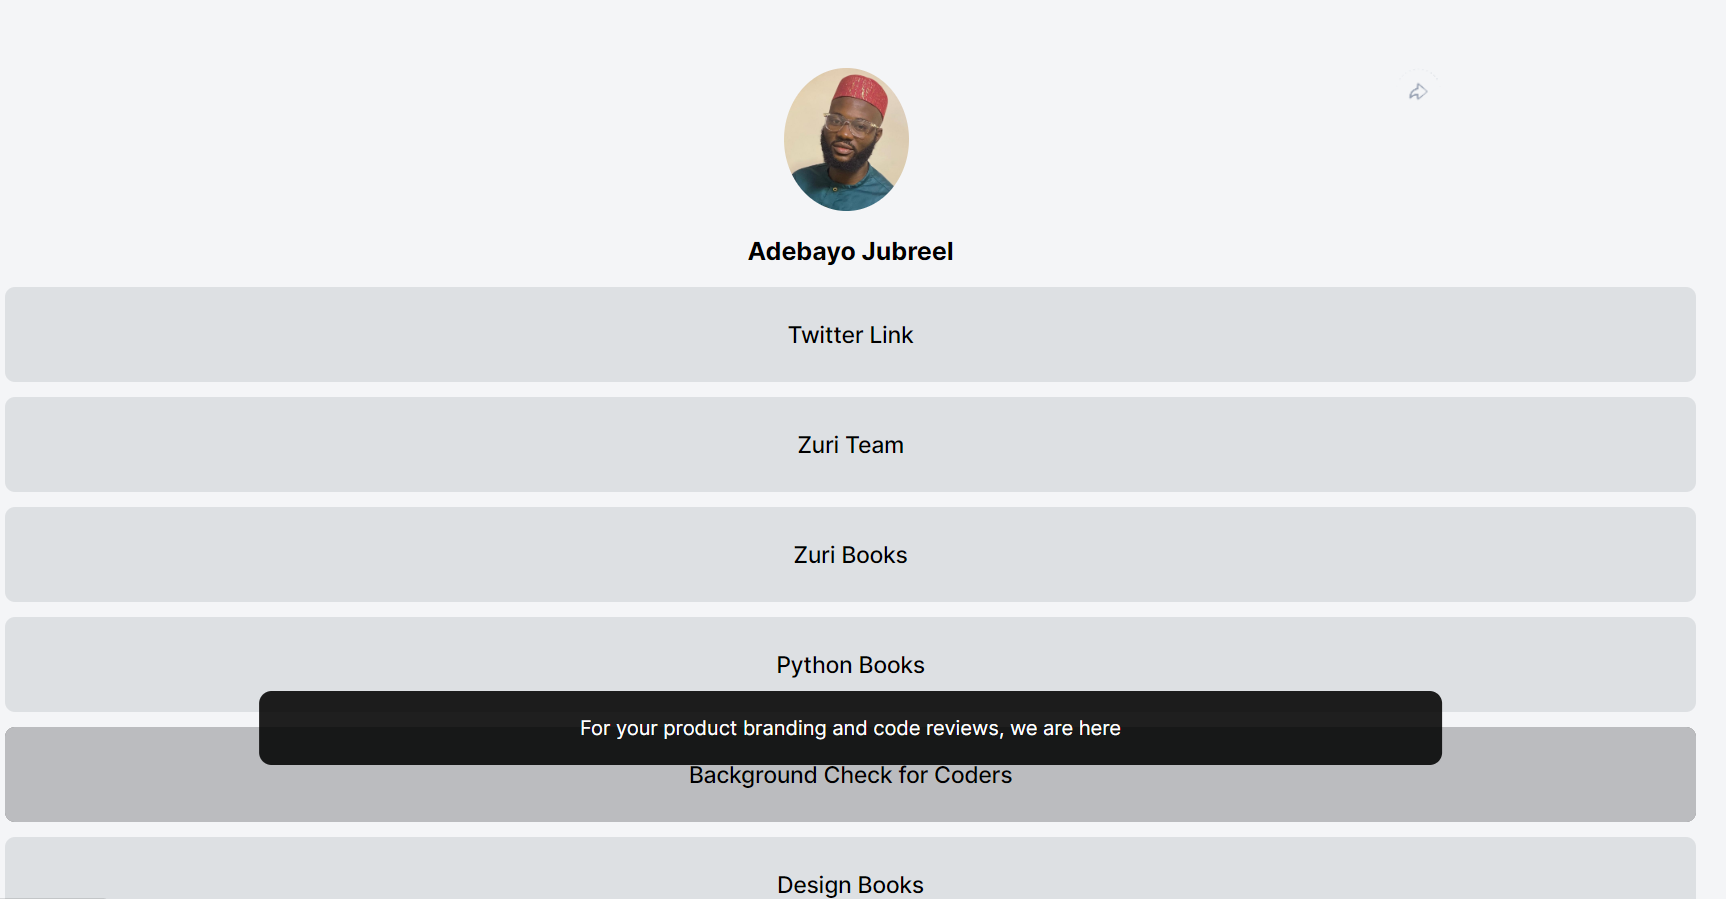 Adebayo Jubreel
Twitter Link
Zuri Team
Zuri Books
Python Books
For your product branding and code reviews, we are here
Background Check for Coders
Design Books